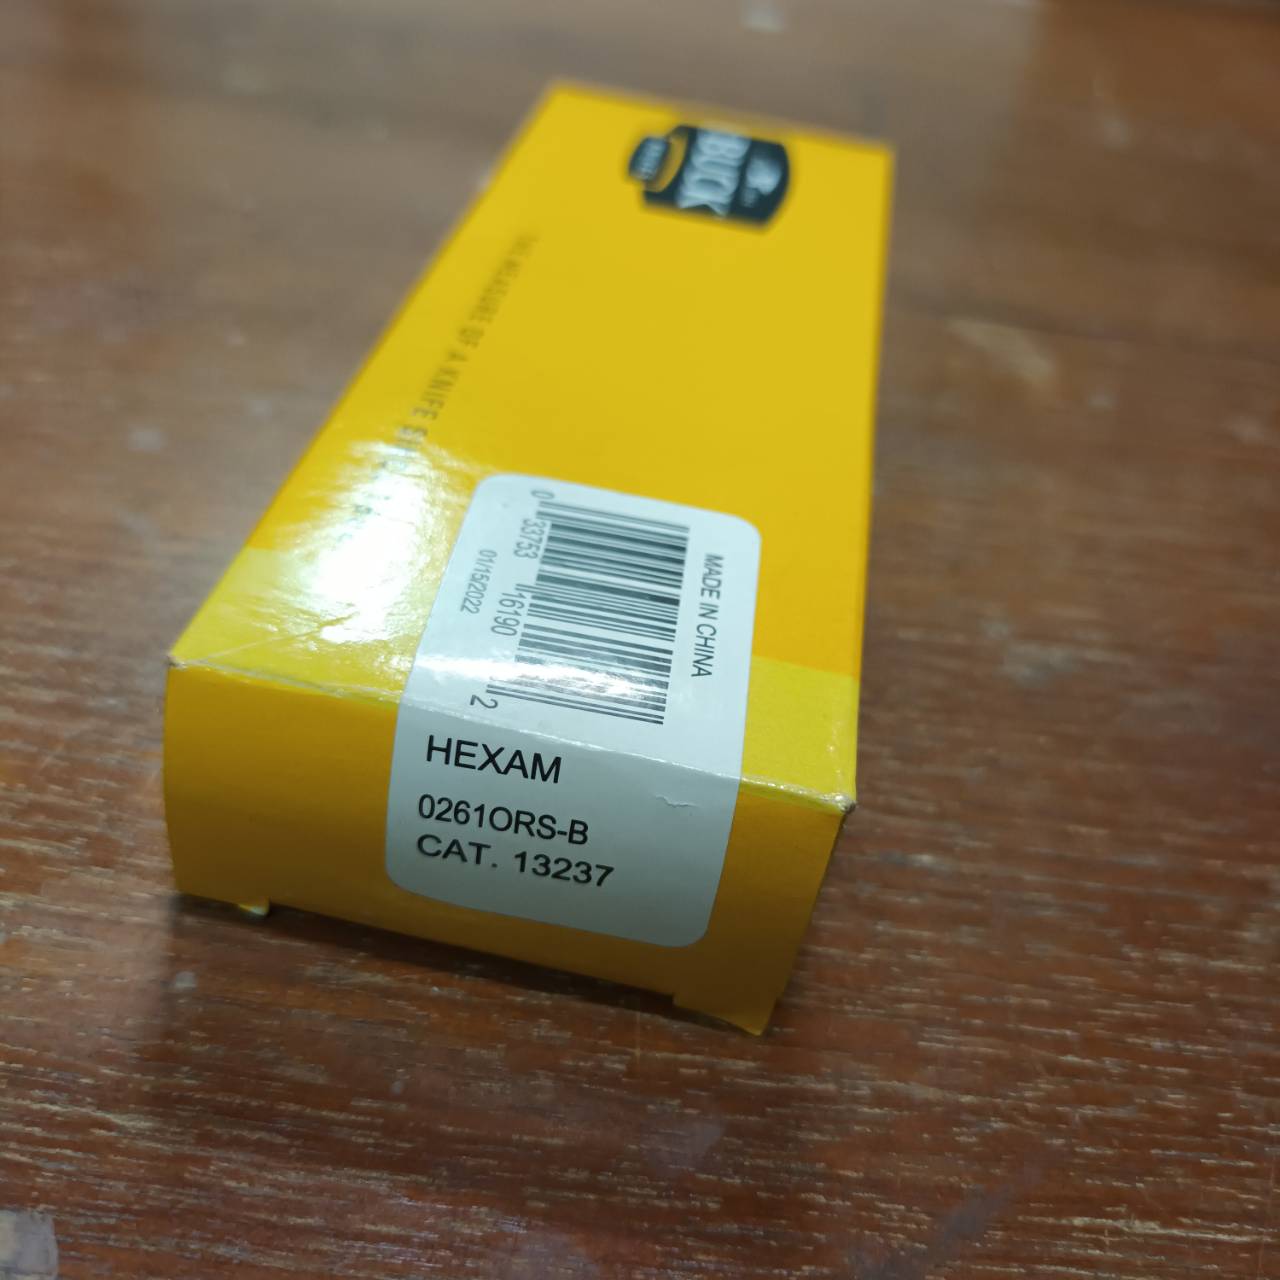 BUCK
THE MEASURE OF A KNIFE
MADE IN CHINA
0 33753 16190 2
01/15/2022
HEXAM
0261ORS-B
CAT. 13237